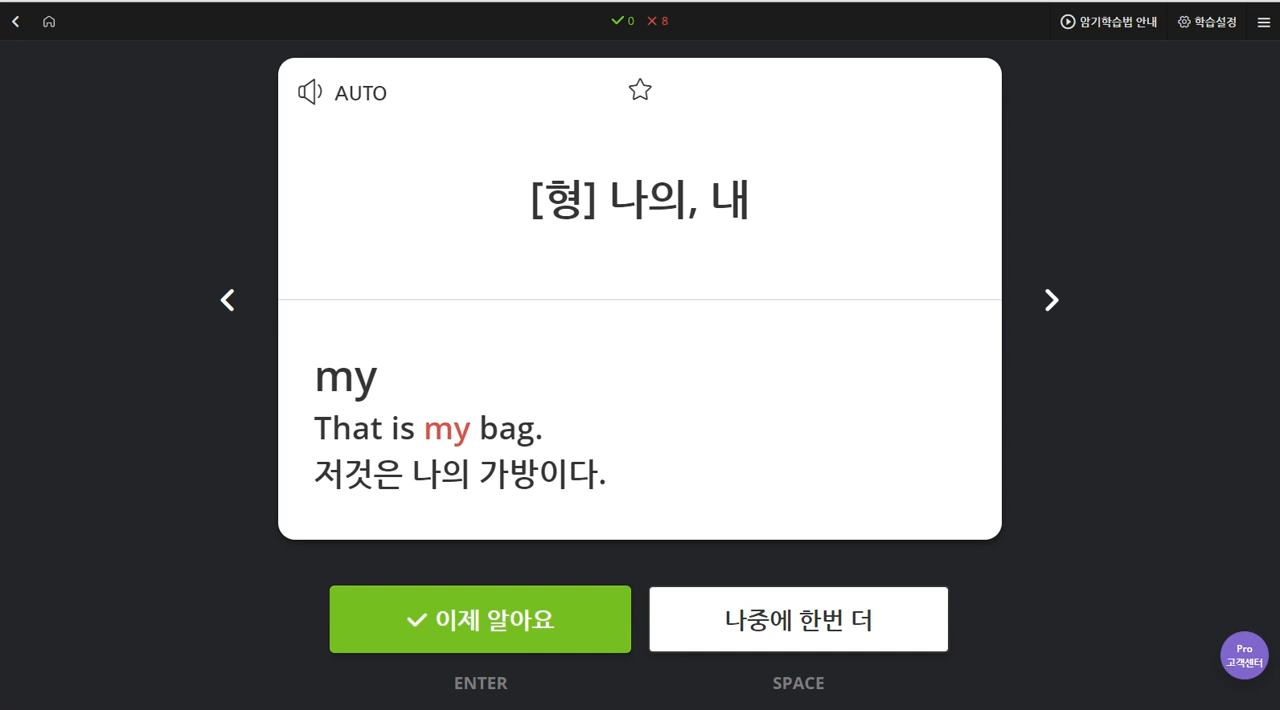 0 8 암기학습법 안내 학습설정
AUTO
[형] 나의, 내
my
That is my bag.
저것은 나의 가방이다.
이제 알아요 나중에 한번 더
Pro
고객센터
ENTER SPACE